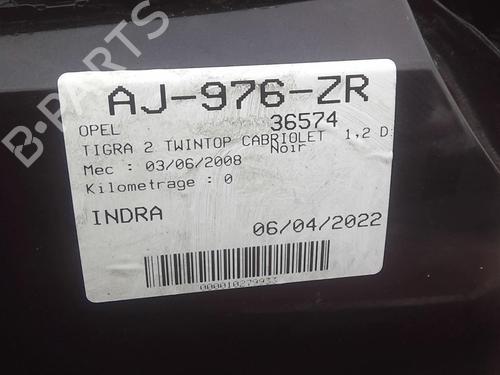 B-PARTS
AJ-976-ZR
OPEL 36574
TIGRA 2 TWINTOP CABRIOLET 1,2 D
Mec : 03/06/2008 Noir
Kilometrage : 0
INDRA 06/04/2022
000010279933